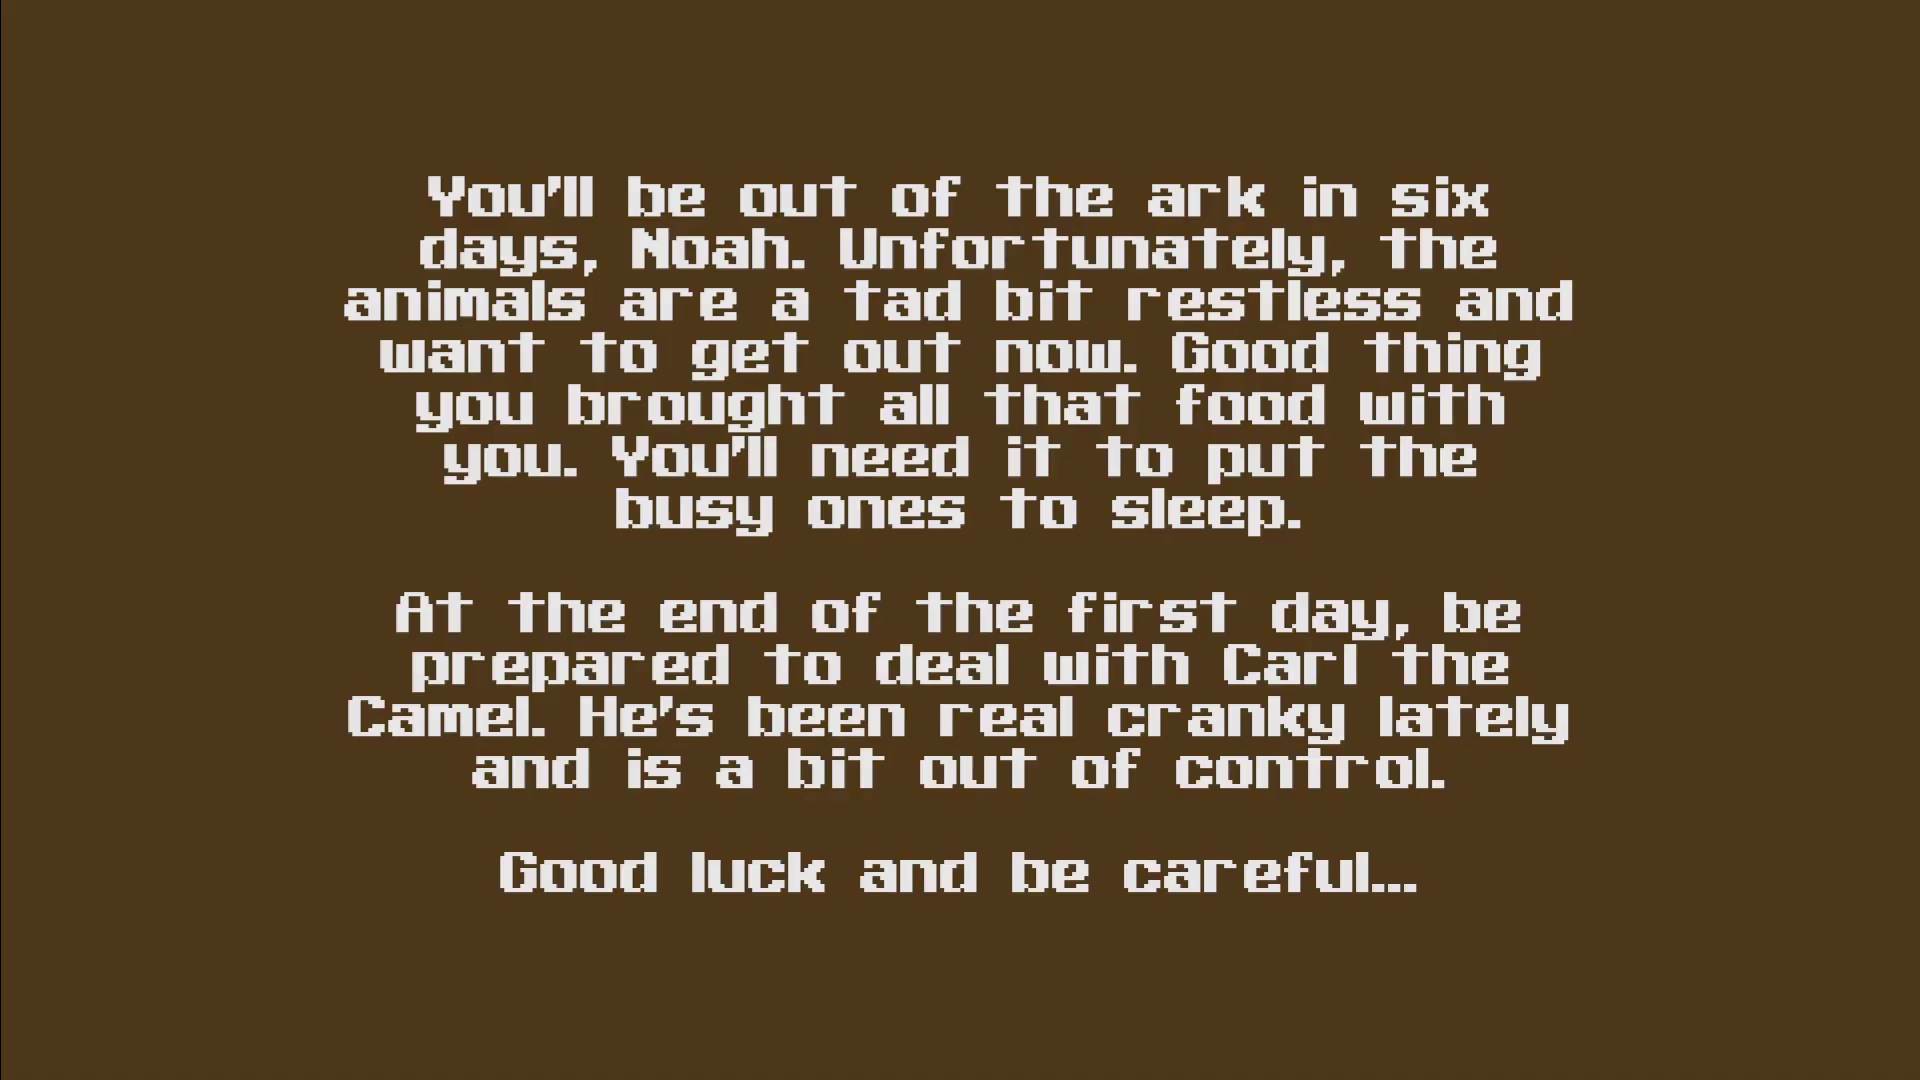 You'll be out of the ark in six
days, Noah. Unfortunately, the
animals are a tad bit restless and
want to get out now. Good thing
you brought all that food with
you. You'll need it to put the
busy ones to sleep.
At the end of the first day, be
prepared to deal with Carl the
Camel. He's been real cranky lately
and is a bit out of control.
Good luck and be careful...